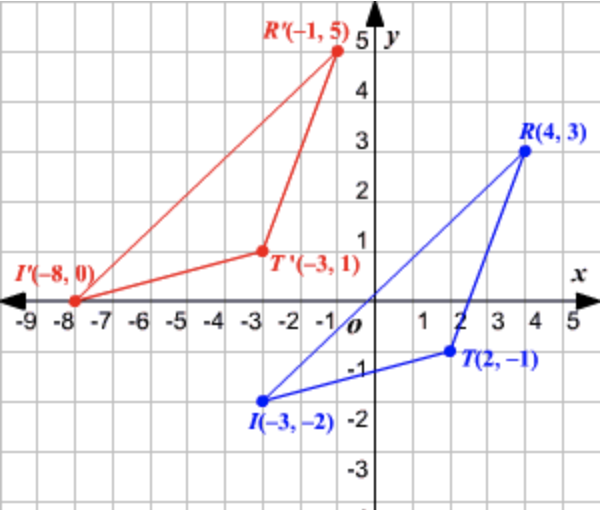 R'(−1, 5)
5
y
4
3
R(4, 3)
2
1
T '(−3, 1)
I'(−8, 0)
x
-9 -8 -7 -6 -5 -4 -3 -2 -1 o 1 2 3 4 5
-1
T(2, −1)
I(−3, −2)
-2
-3